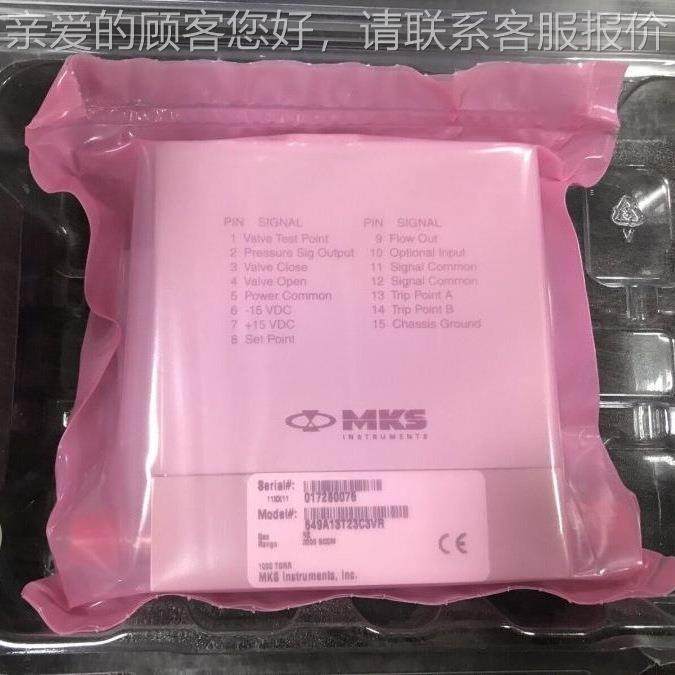 亲爱的顾客您好，请联系客服报价
PIN SIGNAL
1 Valve Test Point
2 Pressure Sig Output
3 Valve Close
4 Valve Open
5 Power Common
6 -15 VDC
7 +15 VDC
8 Set Point
PIN SIGNAL
9 Flow Out
10 Optional Input
11 Signal Common
12 Signal Common
13 Trip Point A
14 Trip Point B
15 Chassis Ground
MKS
INSTRUMENTS
Serial#:
017280076
Model#:
649A13T23C3VR
Gas
Range
1000 TORR
MKS Instruments, Inc.
CE